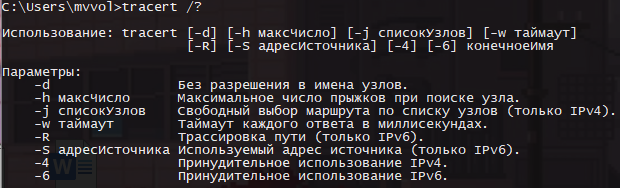 C:\Users\mvvol>tracert /?
Использование: tracert [-d] [-h максЧисло] [-j списокУзлов] [-w таймаут]
[-R] [-S адресИсточника] [-4] [-6] конечноеИмя
Параметры:
-d Без разрешения в имена узлов.
-h максЧисло Максимальное число прыжков при поиске узла.
-j списокУзлов Свободный выбор маршрута по списку узлов (только IPv4).
-w таймаут Таймаут каждого ответа в миллисекундах.
-R Трассировка пути (только IPv6).
-S адресИсточника Используемый адрес источника (только IPv6).
-4 Принудительное использование IPv4.
-6 Принудительное использование IPv6.